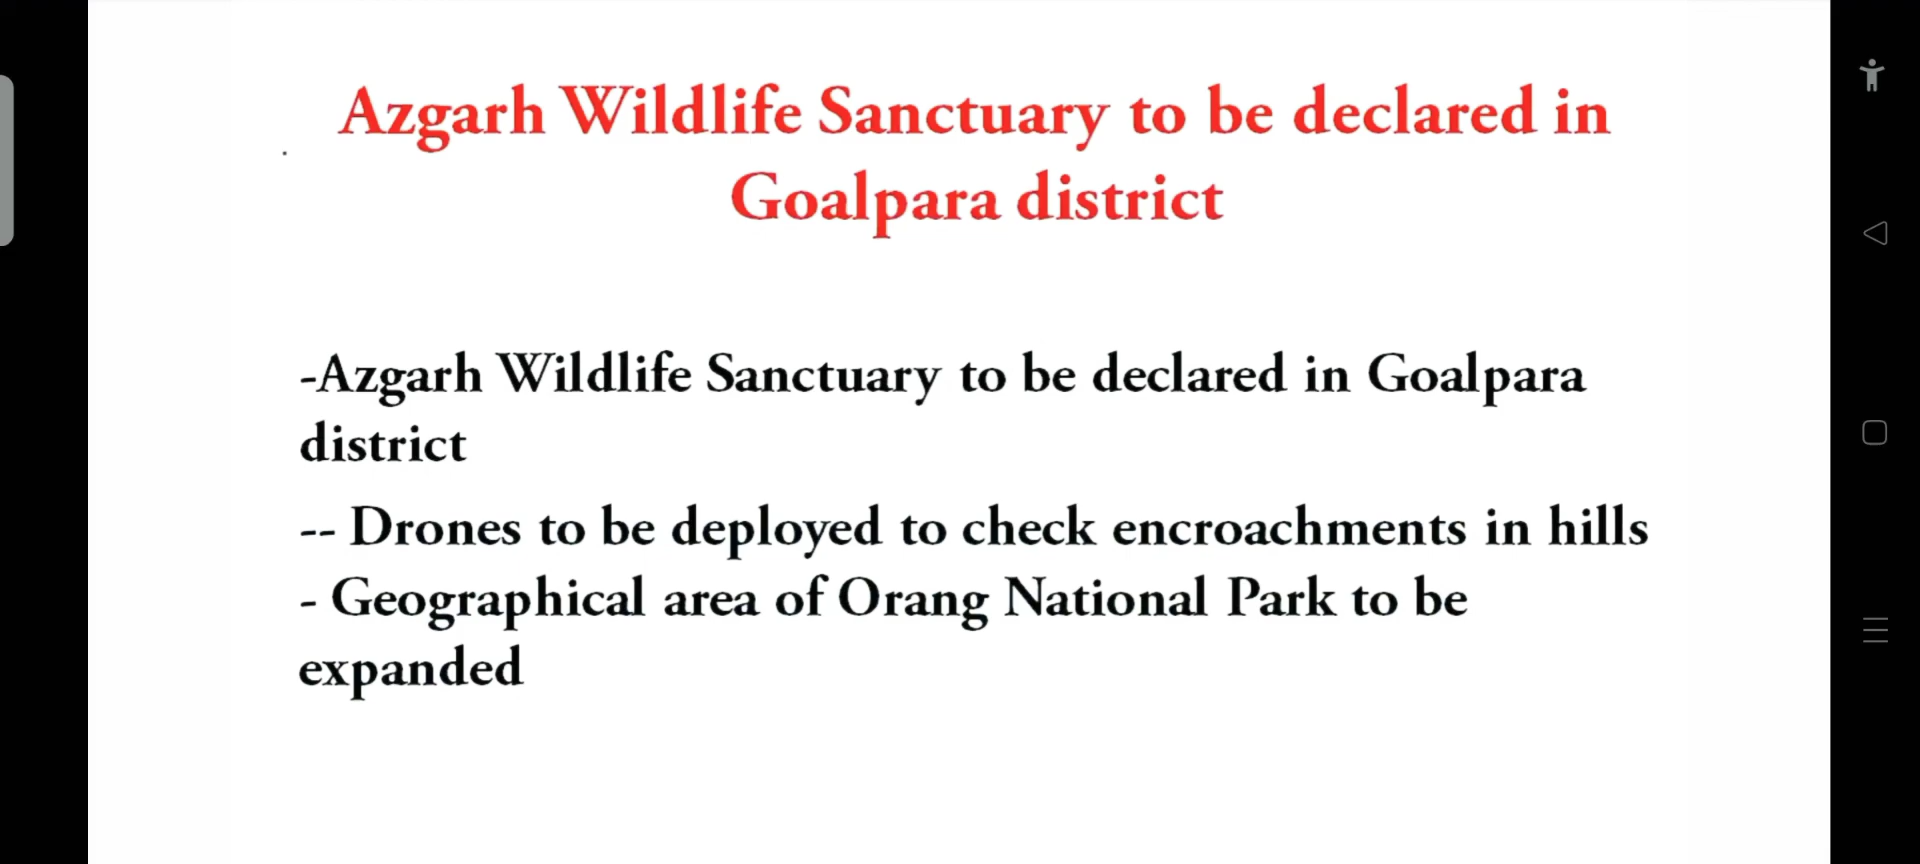 Azgarh Wildlife Sanctuary to be declared in
Goalpara district
-Azgarh Wildlife Sanctuary to be declared in Goalpara
district
-- Drones to be deployed to check encroachments in hills
- Geographical area of Orang National Park to be
expanded